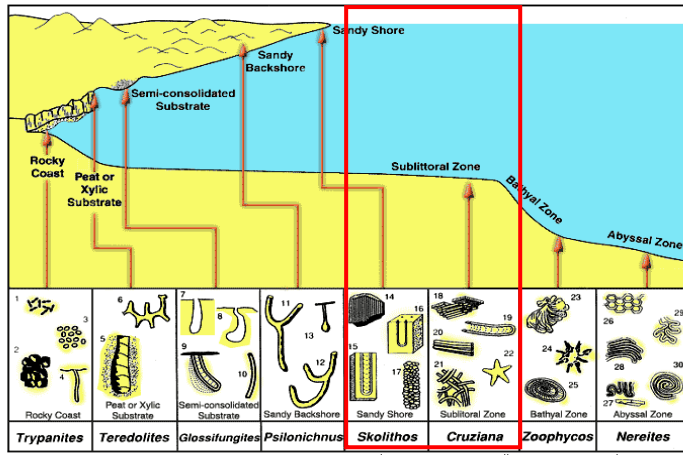 Sandy Shore
Sandy
Backshore
Semi-consolidated
Substrate
Rocky
Coast
Peat or
Xylic
Substrate
Sublittoral Zone
Bathyal Zone
Abyssal Zone
1
3
2
4
6
5
7
8
9
10
11
13
12
14
16
15
17
18
19
20
22
21
23
24
25
26
29
28
30
27
Rocky Coast
Peat or Xylic
Substrate
Semi-consolidated
Substrate
Sandy Backshore
Sandy Shore
Sublitoral Zone
Bathyal Zone
Abyssal Zone
Trypanites
Teredolites
Glossifungites
Psilonichnus
Skolithos
Cruziana
Zoophycos
Nereites